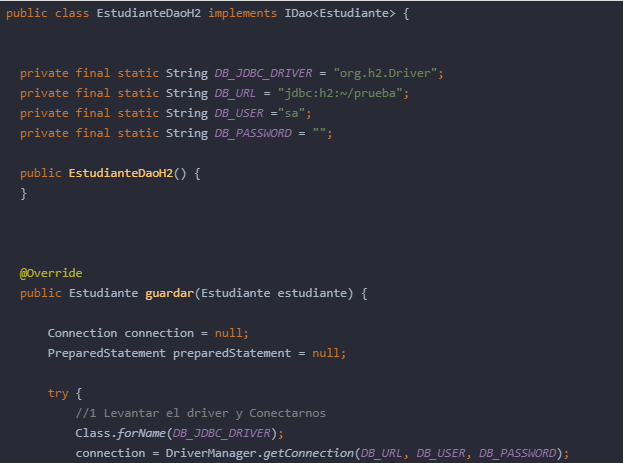 public class EstudianteDaoH2 implements IDao<Estudiante> {
private final static String DB_JDBC_DRIVER = "org.h2.Driver";
private final static String DB_URL = "jdbc:h2:~/prueba";
private final static String DB_USER ="sa";
private final static String DB_PASSWORD = "";
public EstudianteDaoH2() {
}
@Override
public Estudiante guardar(Estudiante estudiante) {
Connection connection = null;
PreparedStatement preparedStatement = null;
try {
//1 Levantar el driver y Conectarnos
Class.forName(DB_JDBC_DRIVER);
connection = DriverManager.getConnection(DB_URL, DB_USER, DB_PASSWORD);